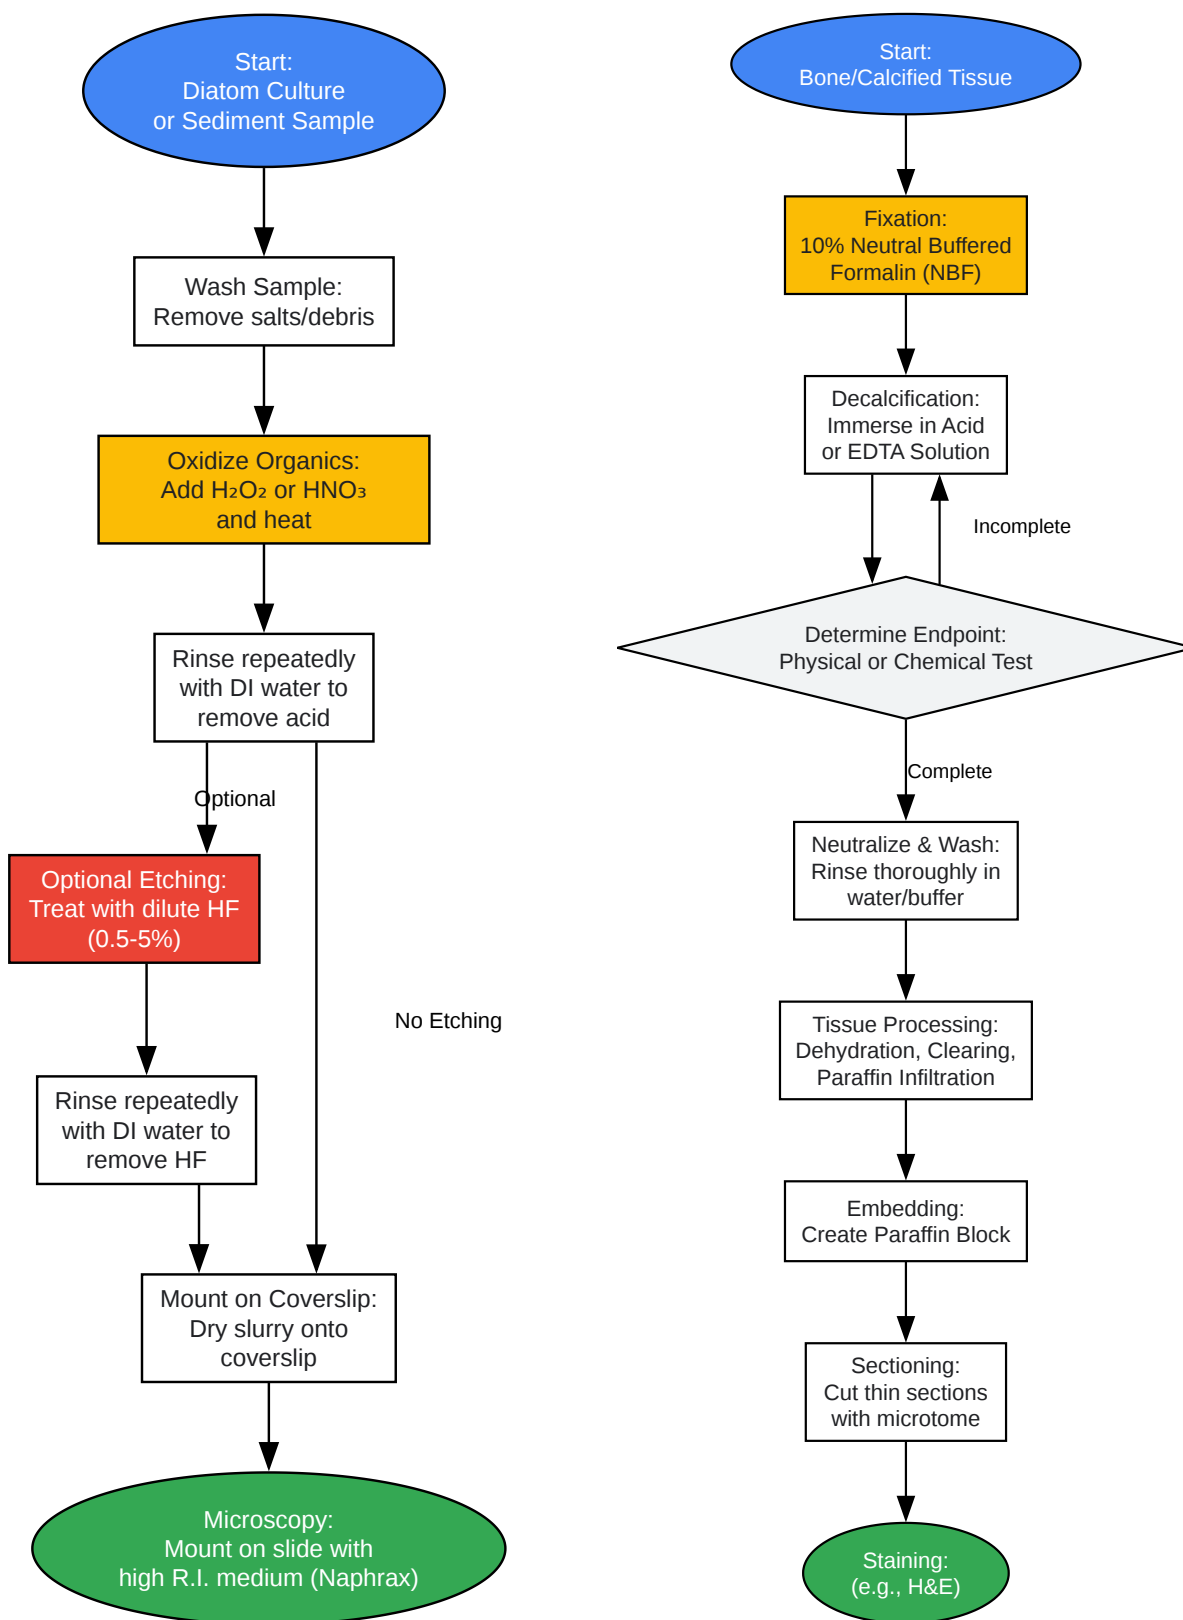 Start:
Diatom Culture
or Sediment Sample
Wash Sample:
Remove salts/debris
Oxidize Organics:
Add H₂O₂ or HNO₃
and heat
Rinse repeatedly
with DI water to
remove acid
Optional
Optional Etching:
Treat with dilute HF
(0.5-5%)
No Etching
Rinse repeatedly
with DI water to
remove HF
Mount on Coverslip:
Dry slurry onto
coverslip
Microscopy:
Mount on slide with
high R.I. medium (Naphrax)
Start:
Bone/Calcified Tissue
Fixation:
10% Neutral Buffered
Formalin (NBF)
Decalcification:
Immerse in Acid
or EDTA Solution
Incomplete
Determine Endpoint:
Physical or Chemical Test
Complete
Neutralize & Wash:
Rinse thoroughly in
water/buffer
Tissue Processing:
Dehydration, Clearing,
Paraffin Infiltration
Embedding:
Create Paraffin Block
Sectioning:
Cut thin sections
with microtome
Staining:
(e.g., H&E)